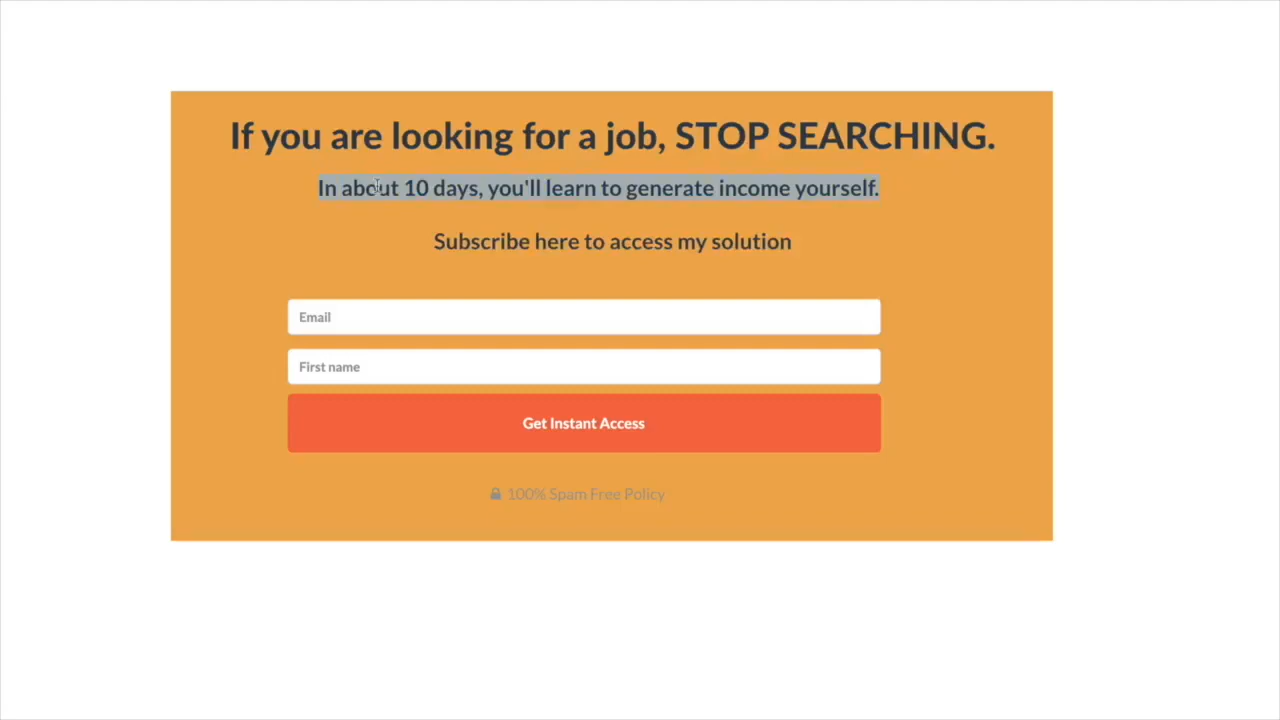 If you are looking for a job, STOP SEARCHING.
In about 10 days, you'll learn to generate income yourself.
Subscribe here to access my solution
Email
First name
Get Instant Access
100% Spam Free Policy